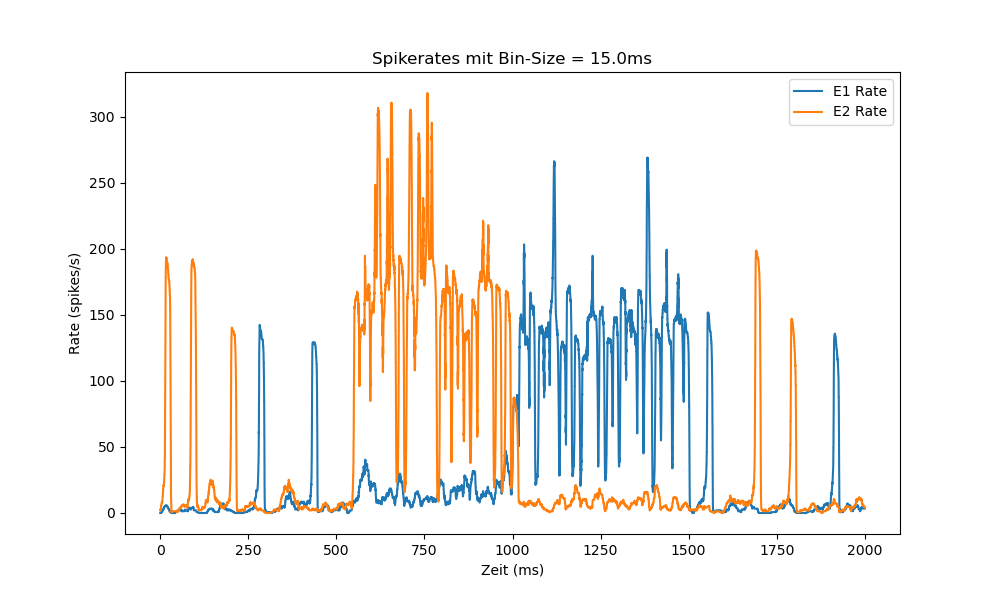 Spikerates mit Bin-Size = 15.0ms
E1 Rate
E2 Rate
Rate (spikes/s)
300
250
200
150
100
50
0
0 250 500 750 1000 1250 1500 1750 2000
Zeit (ms)